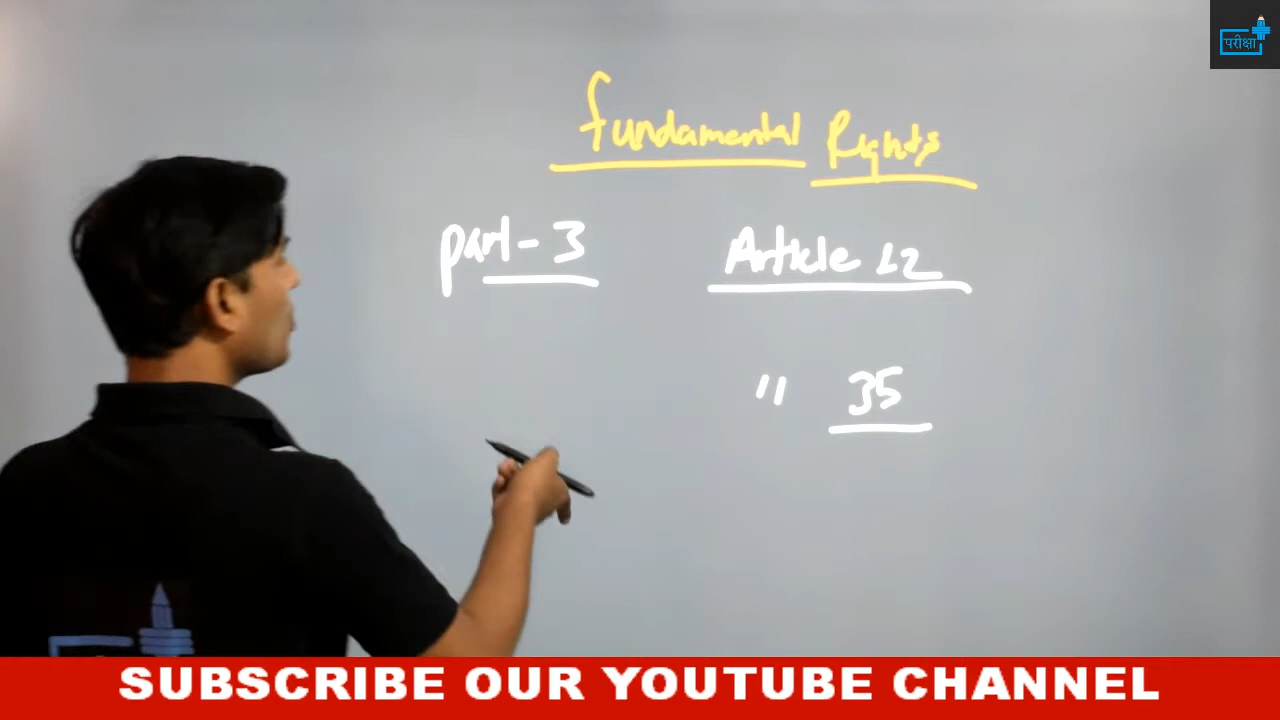 परीक्षा
fundamental Rights
part - 3
Article 12
" 35
SUBSCRIBE OUR YOUTUBE CHANNEL